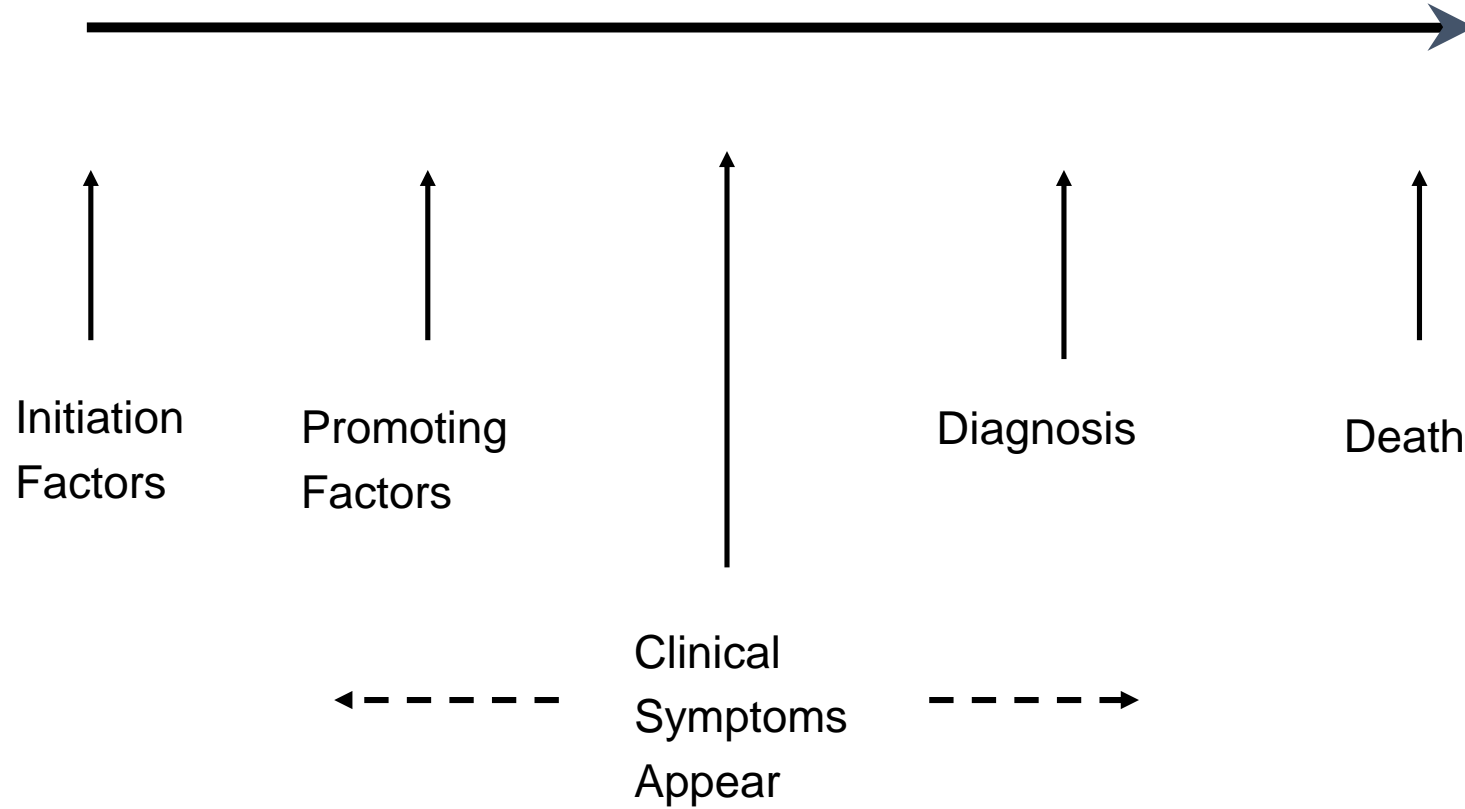 Initiation
Factors
Promoting
Factors
Diagnosis
Death
Clinical
Symptoms
Appear